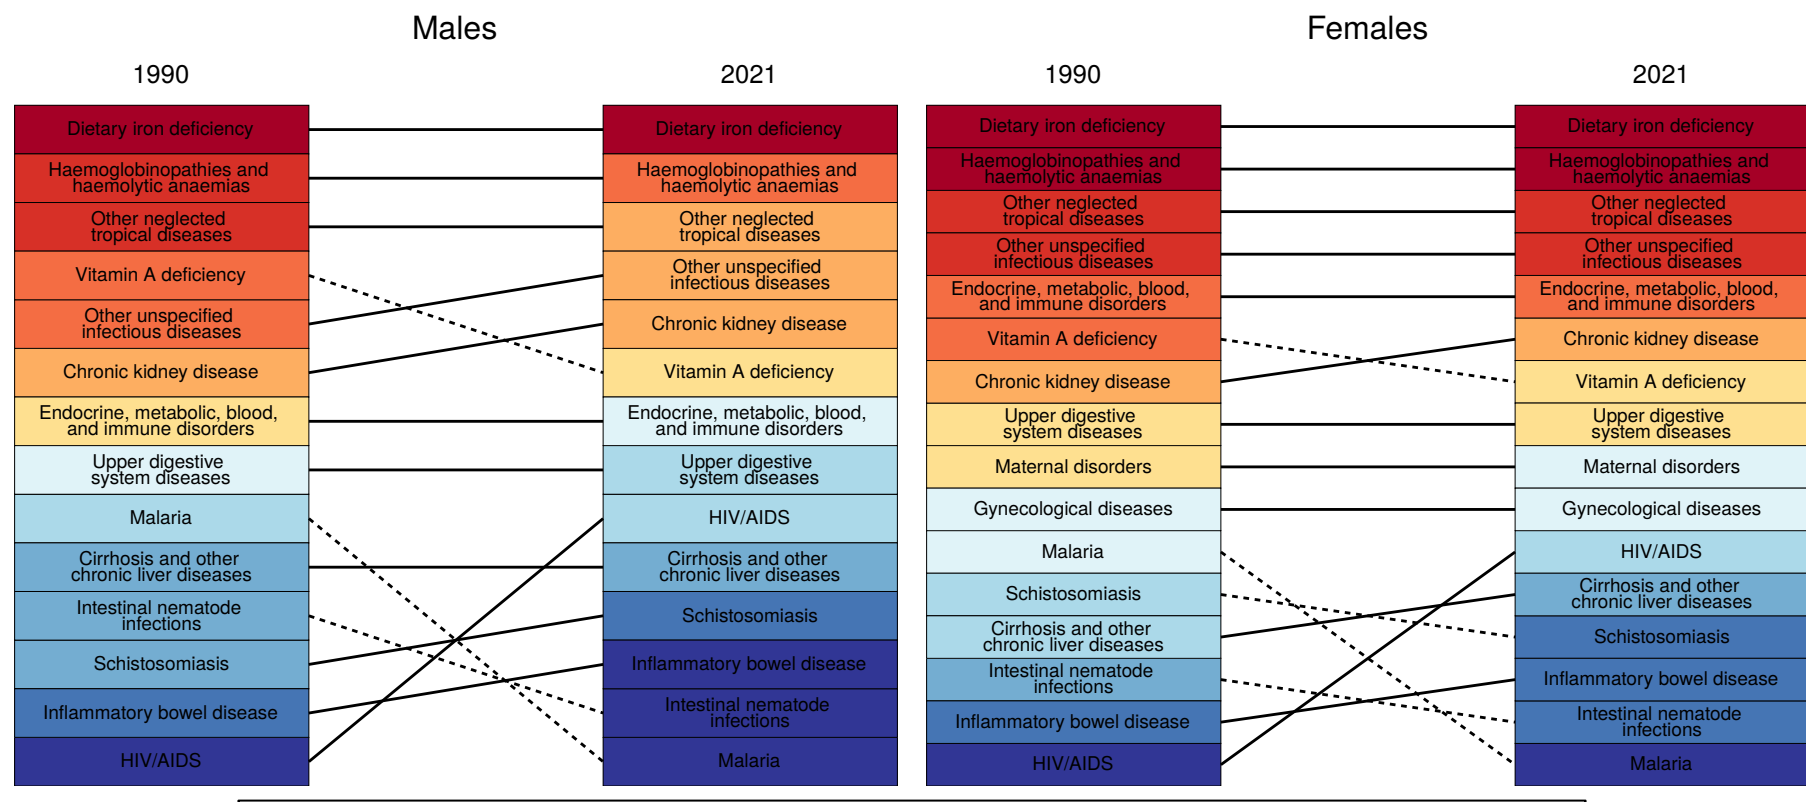 Males
1990
2021
Dietary iron deficiency
Haemoglobinopathies and
haemolytic anaemias
Other neglected
tropical diseases
Vitamin A deficiency
Other unspecified
infectious diseases
Chronic kidney disease
Endocrine, metabolic, blood,
and immune disorders
Upper digestive
system diseases
Malaria
Cirrhosis and other
chronic liver diseases
Intestinal nematode
infections
Schistosomiasis
Inflammatory bowel disease
HIV/AIDS
Dietary iron deficiency
Haemoglobinopathies and
haemolytic anaemias
Other neglected
tropical diseases
Other unspecified
infectious diseases
Chronic kidney disease
Vitamin A deficiency
Endocrine, metabolic, blood,
and immune disorders
Upper digestive
system diseases
HIV/AIDS
Cirrhosis and other
chronic liver diseases
Schistosomiasis
Inflammatory bowel disease
Intestinal nematode
infections
Malaria
Females
1990
2021
Dietary iron deficiency
Haemoglobinopathies and
haemolytic anaemias
Other neglected
tropical diseases
Other unspecified
infectious diseases
Endocrine, metabolic, blood,
and immune disorders
Vitamin A deficiency
Chronic kidney disease
Upper digestive
system diseases
Maternal disorders
Gynecological diseases
Malaria
Schistosomiasis
Cirrhosis and other
chronic liver diseases
Intestinal nematode
infections
Inflammatory bowel disease
HIV/AIDS
Dietary iron deficiency
Haemoglobinopathies and
haemolytic anaemias
Other neglected
tropical diseases
Other unspecified
infectious diseases
Endocrine, metabolic, blood,
and immune disorders
Chronic kidney disease
Vitamin A deficiency
Upper digestive
system diseases
Maternal disorders
Gynecological diseases
HIV/AIDS
Cirrhosis and other
chronic liver diseases
Schistosomiasis
Inflammatory bowel disease
Intestinal nematode
infections
Malaria